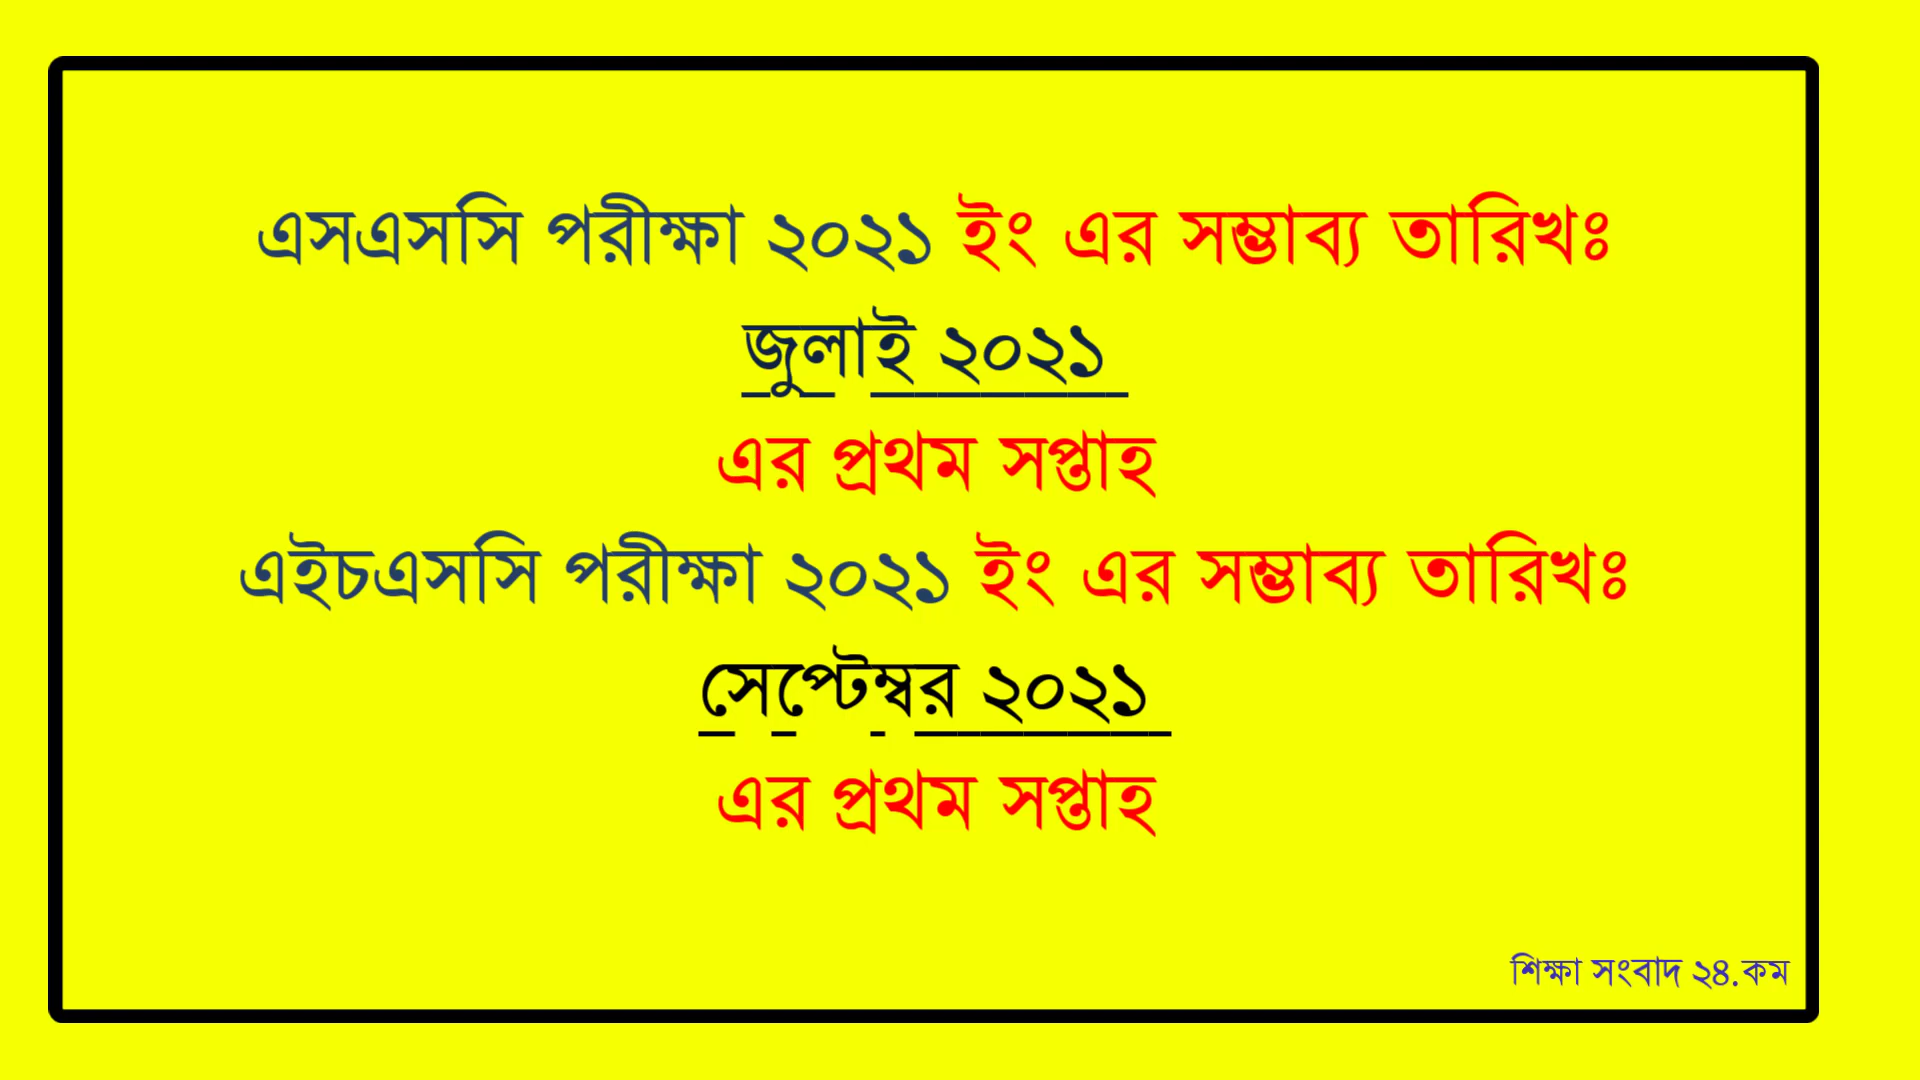 এসএসসি পরীক্ষা ২০২১ ইং এর সম্ভাব্য তারিখঃ
জুলাই ২০২১
এর প্রথম সপ্তাহ
এইচএসসি পরীক্ষা ২০২১ ইং এর সম্ভাব্য তারিখঃ
সেপ্টেম্বর ২০২১
এর প্রথম সপ্তাহ
শিক্ষা সংবাদ ২৪.কম